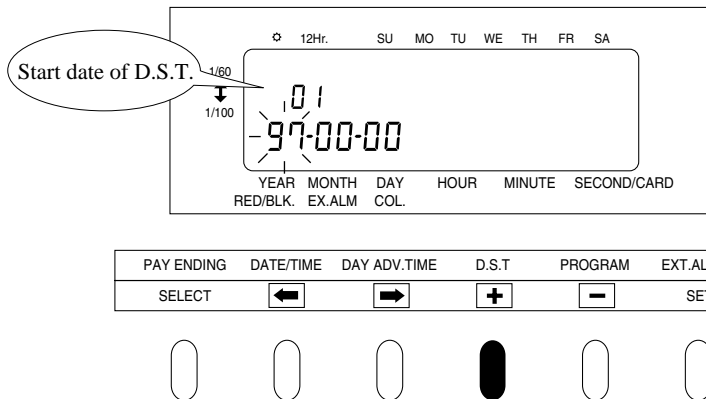 12Hr. SU MO TU WE TH FR SA
Start date of D.S.T.
1/60
1/100
01
97-00-00
YEAR MONTH DAY HOUR MINUTE SECOND/CARD
RED/BLK. EX.ALM COL.
PAY ENDING DATE/TIME DAY ADV.TIME D.S.T PROGRAM EXT.AL
SELECT + − SET